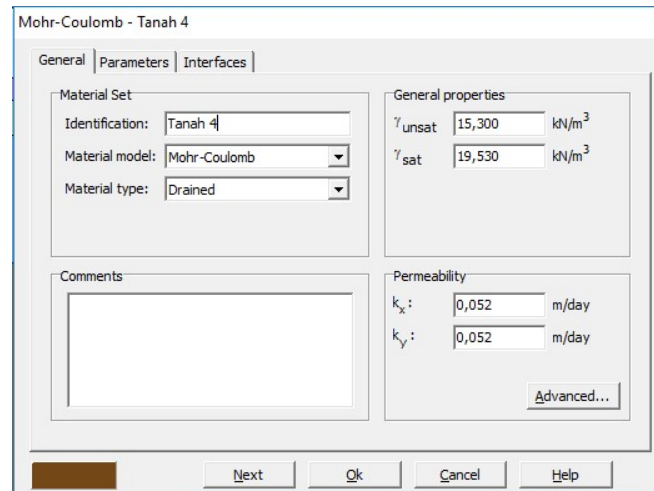 Mohr-Coulomb - Tanah 4
General Parameters Interfaces
Material Set
Identification: Tanah 4
Material model: Mohr-Coulomb
Material type: Drained
General properties
γunsat 15,300 kN/m³
γsat 19,530 kN/m³
Comments
Permeability
kx: 0,052 m/day
ky: 0,052 m/day
Advanced...
Next Ok Cancel Help